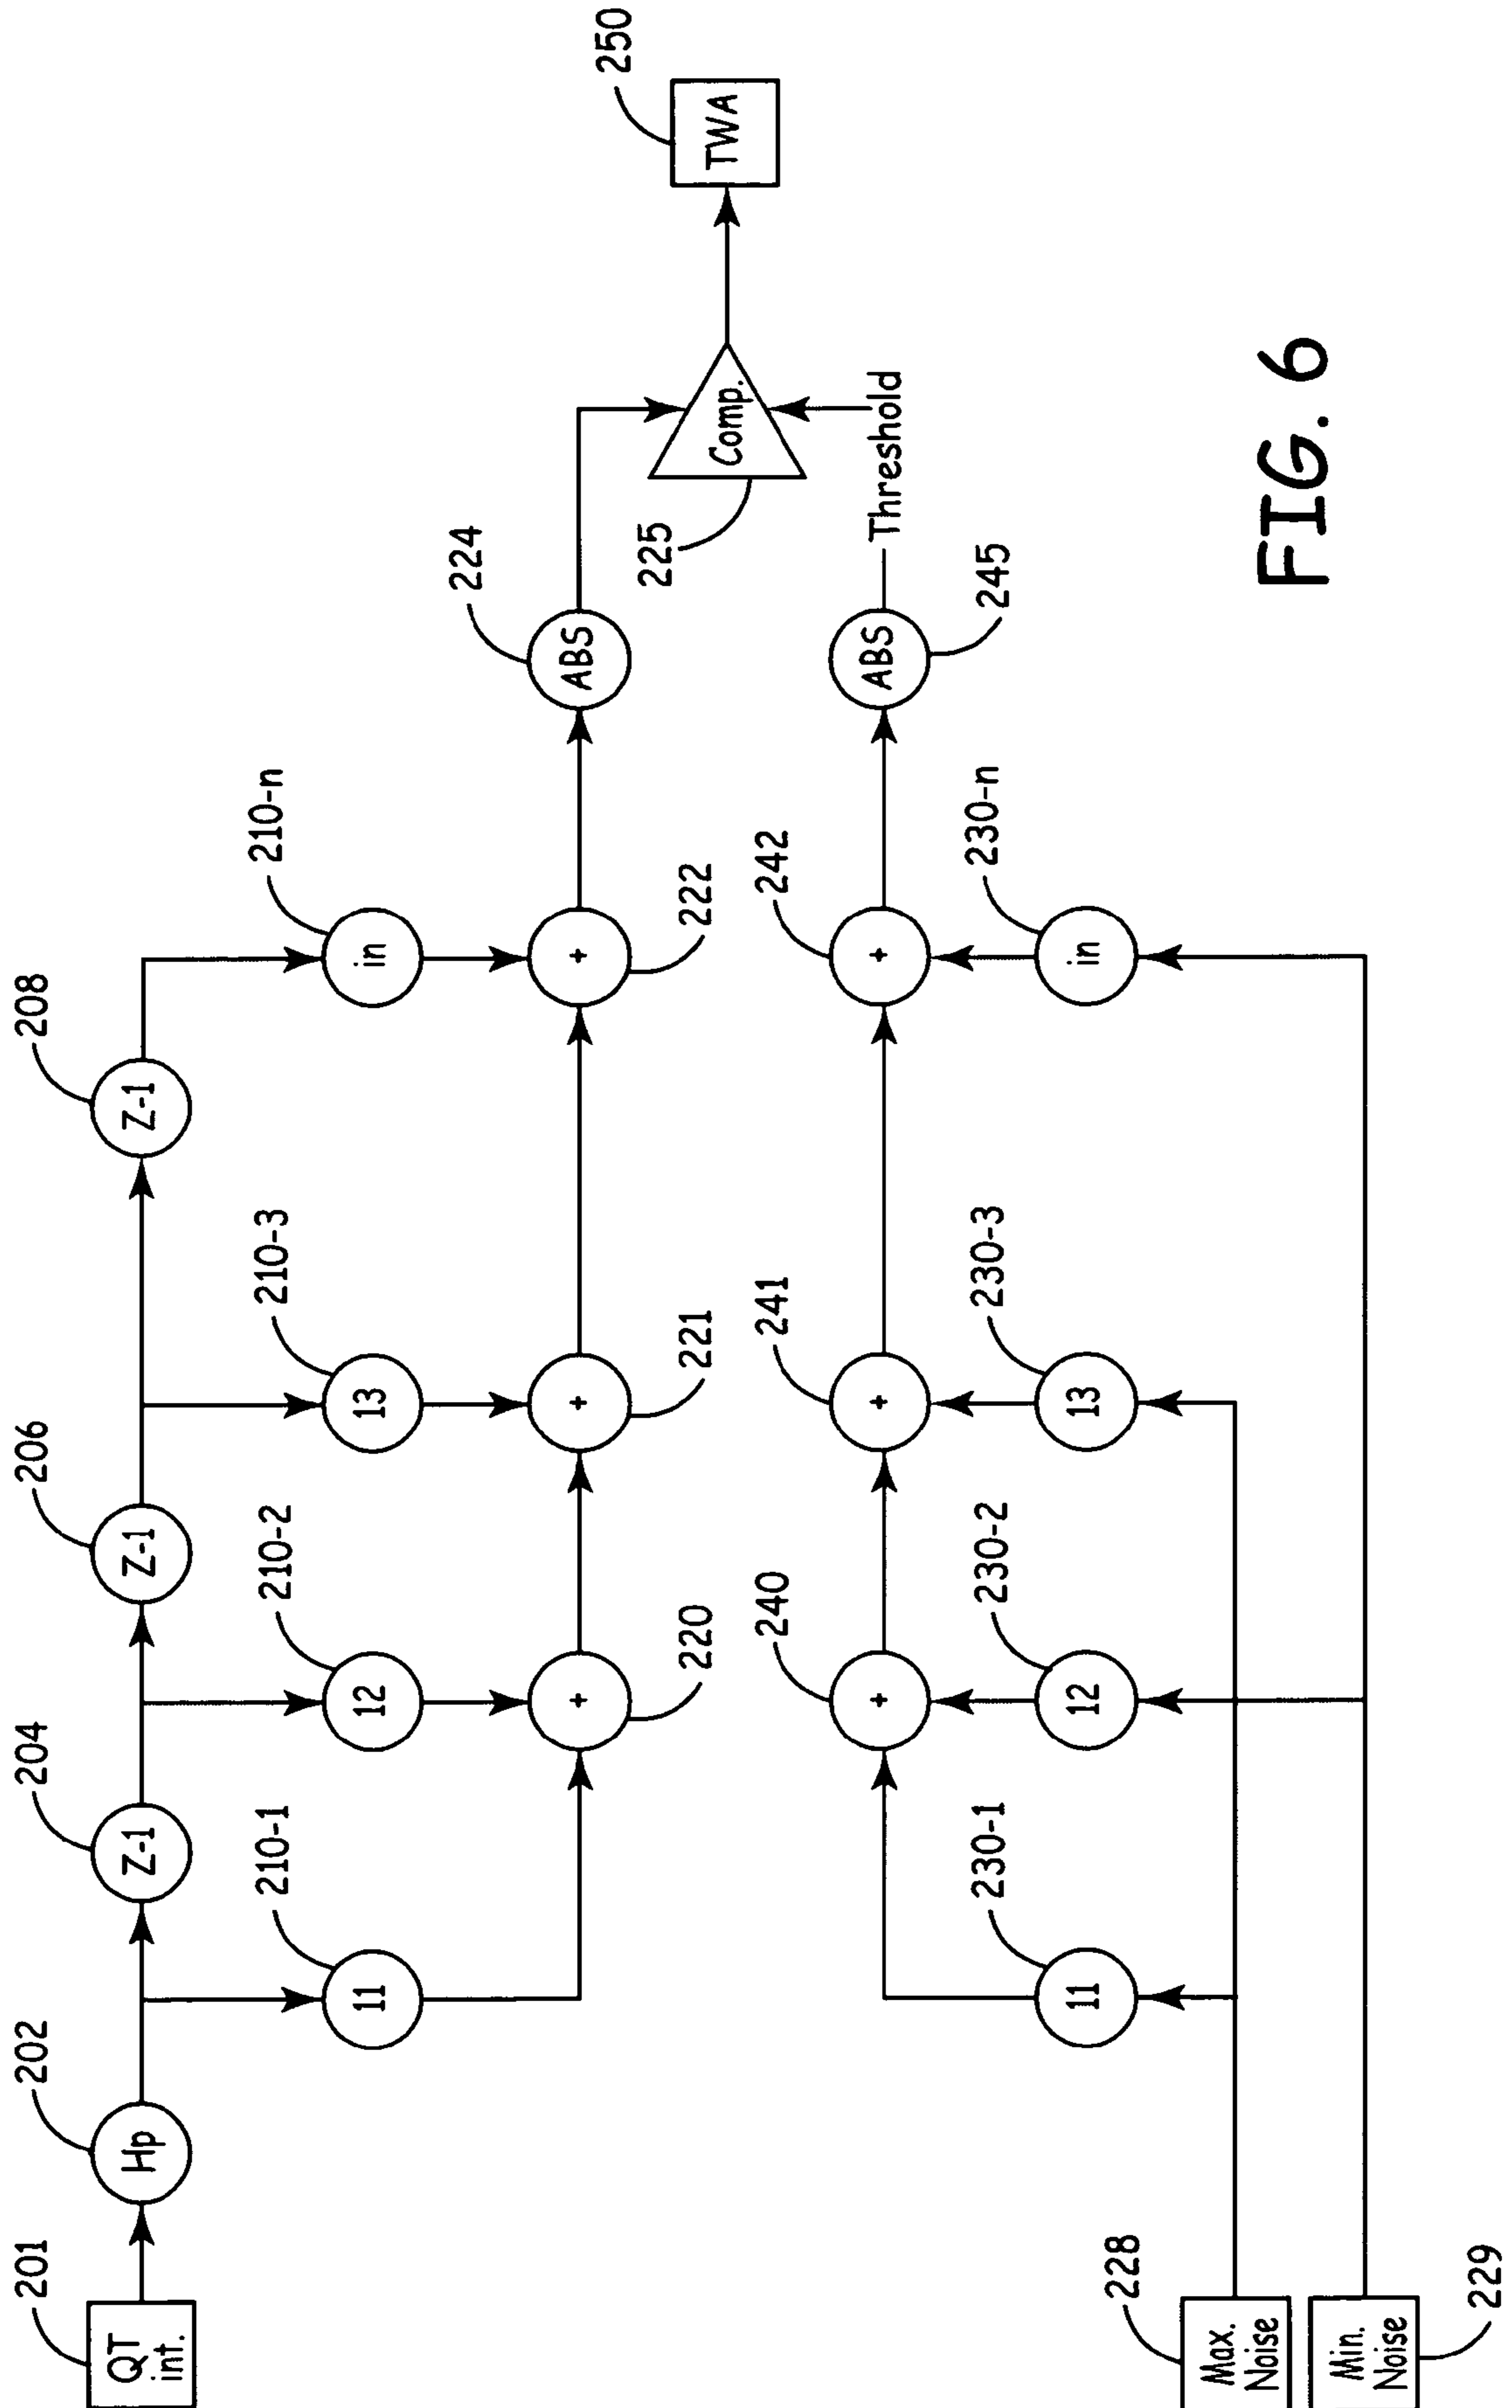 201
202
204
206
208
QT
int.
Hp
Z-1
Z-1
Z-1
210-1
210-2
210-3
210-n
11
12
13
in
+
+
+
ABS
220
221
222
224
225
Comp.
TWA
250
Threshold
240
241
242
245
+
+
+
ABS
230-1
230-2
230-3
230-n
11
12
13
in
228
Max.
Noise
Min.
Noise
229
FIG. 6